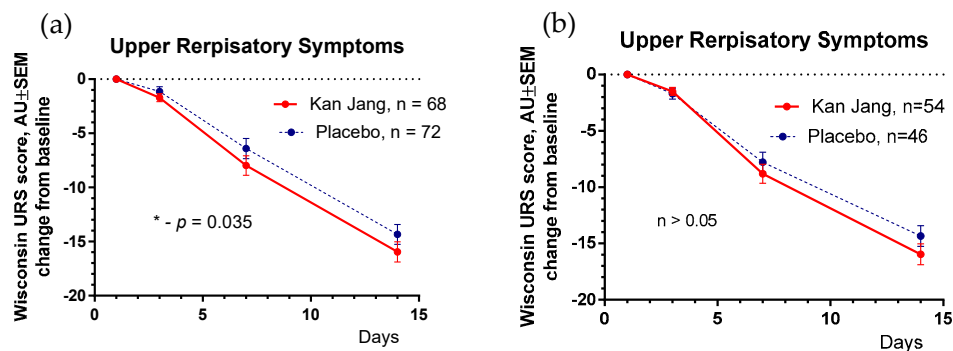 (a)
Upper Rerpisatory Symptoms
Wisconsin URS score, AU±SEM
change from baseline
0
-5
-10
-15
-20
Kan Jang, n = 68
Placebo, n = 72
* - p = 0.035
0
5
10
15
Days
(b)
Upper Rerpisatory Symptoms
Wisconsin URS score, AU±SEM
change from baseline
0
-5
-10
-15
-20
Kan Jang, n=54
Placebo, n=46
n > 0.05
0
5
10
15
Days